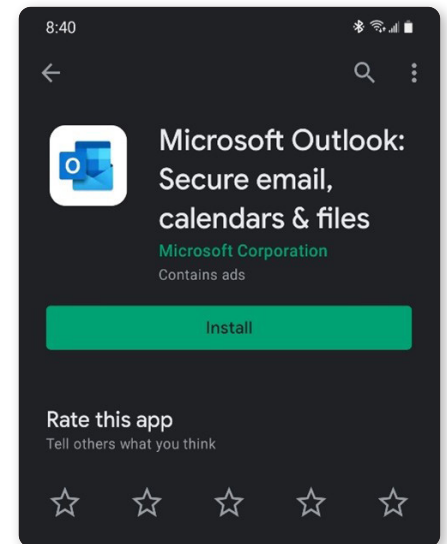 8:40
Microsoft Outlook:
Secure email,
calendars & files
Microsoft Corporation
Contains ads
Install
Rate this app
Tell others what you think